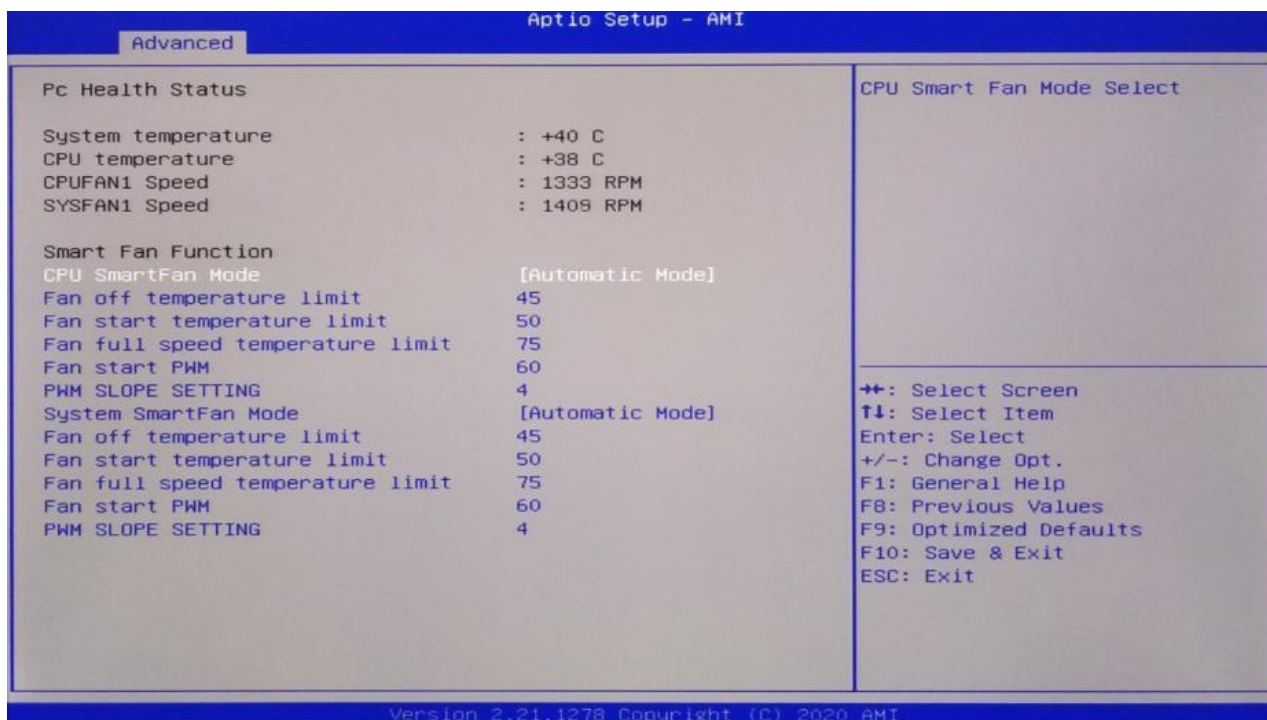 Aptio Setup - AMI
Advanced
Pc Health Status
System temperature : +40 C
CPU temperature : +38 C
CPUFAN1 Speed : 1333 RPM
SYSFAN1 Speed : 1409 RPM
Smart Fan Function
CPU SmartFan Mode [Automatic Mode]
Fan off temperature limit 45
Fan start temperature limit 50
Fan full speed temperature limit 75
Fan start PWM 60
PWM SLOPE SETTING 4
System SmartFan Mode [Automatic Mode]
Fan off temperature limit 45
Fan start temperature limit 50
Fan full speed temperature limit 75
Fan start PWM 60
PWM SLOPE SETTING 4
CPU Smart Fan Mode Select
→←: Select Screen
↑↓: Select Item
Enter: Select
+/-: Change Opt.
F1: General Help
F8: Previous Values
F9: Optimized Defaults
F10: Save & Exit
ESC: Exit
Version 2.21.1278 Copyright (C) 2020 AMI